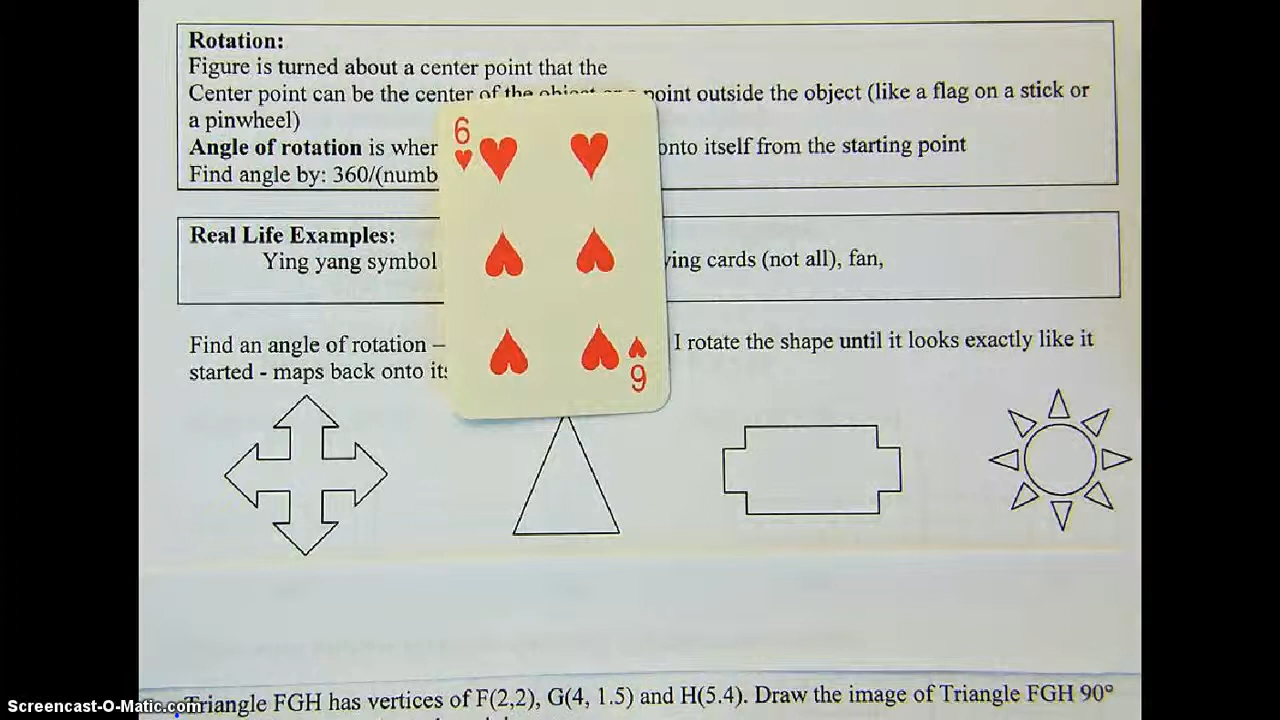 Rotation:
Figure is turned about a center point that the
Center point can be the center of the object or a point outside the object (like a flag on a stick or
a pinwheel)
Angle of rotation is onto itself from the starting point
Find angle by: 360/(numb
6
Real Life Examples:
Ying yang symbol ying cards (not all), fan,
Find an angle of rotation – I rotate the shape until it looks exactly like it
started - maps back onto its
6
Triangle FGH has vertices of F(2,2), G(4, 1.5) and H(5.4). Draw the image of Triangle FGH 90°
Screencast-O-Matic.com